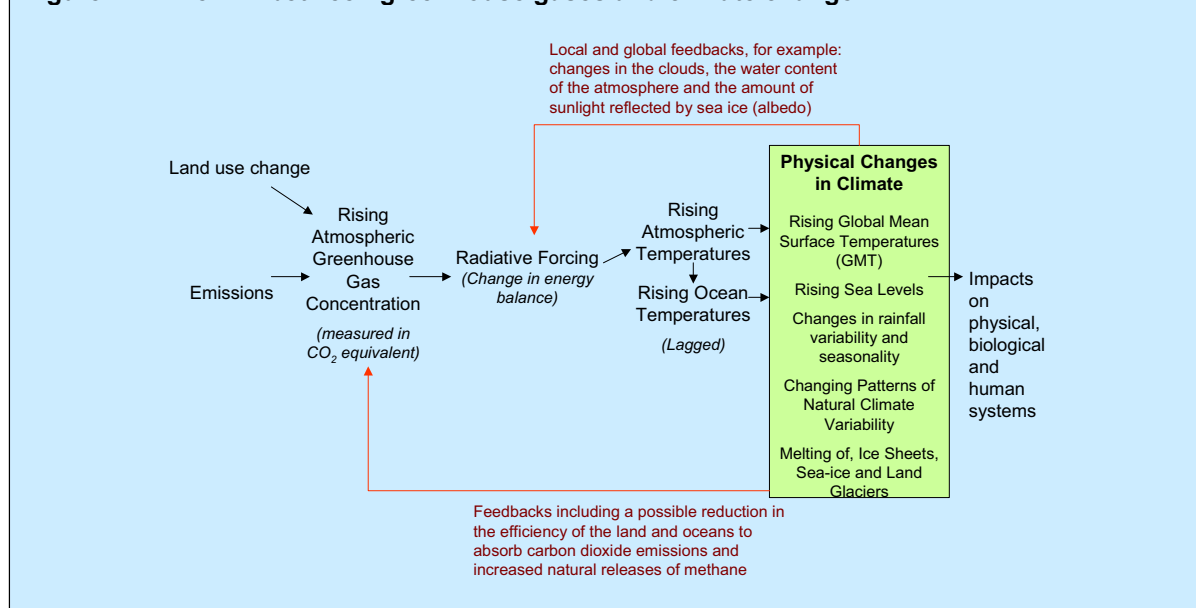 Local and global feedbacks, for example:
changes in the clouds, the water content
of the atmosphere and the amount of
sunlight reflected by sea ice (albedo)
Land use change
Emissions
Rising
Atmospheric
Greenhouse
Gas
Concentration
(measured in
CO2 equivalent)
Radiative Forcing
(Change in energy
balance)
Rising
Atmospheric
Temperatures
Rising Ocean
Temperatures
(Lagged)
Physical Changes
in Climate
Rising Global Mean
Surface Temperatures
(GMT)
Rising Sea Levels
Changes in rainfall
variability and
seasonality
Changing Patterns of
Natural Climate
Variability
Melting of, Ice Sheets,
Sea-ice and Land
Glaciers
Impacts
on
physical,
biological
and
human
systems
Feedbacks including a possible reduction in
the efficiency of the land and oceans to
absorb carbon dioxide emissions and
increased natural releases of methane